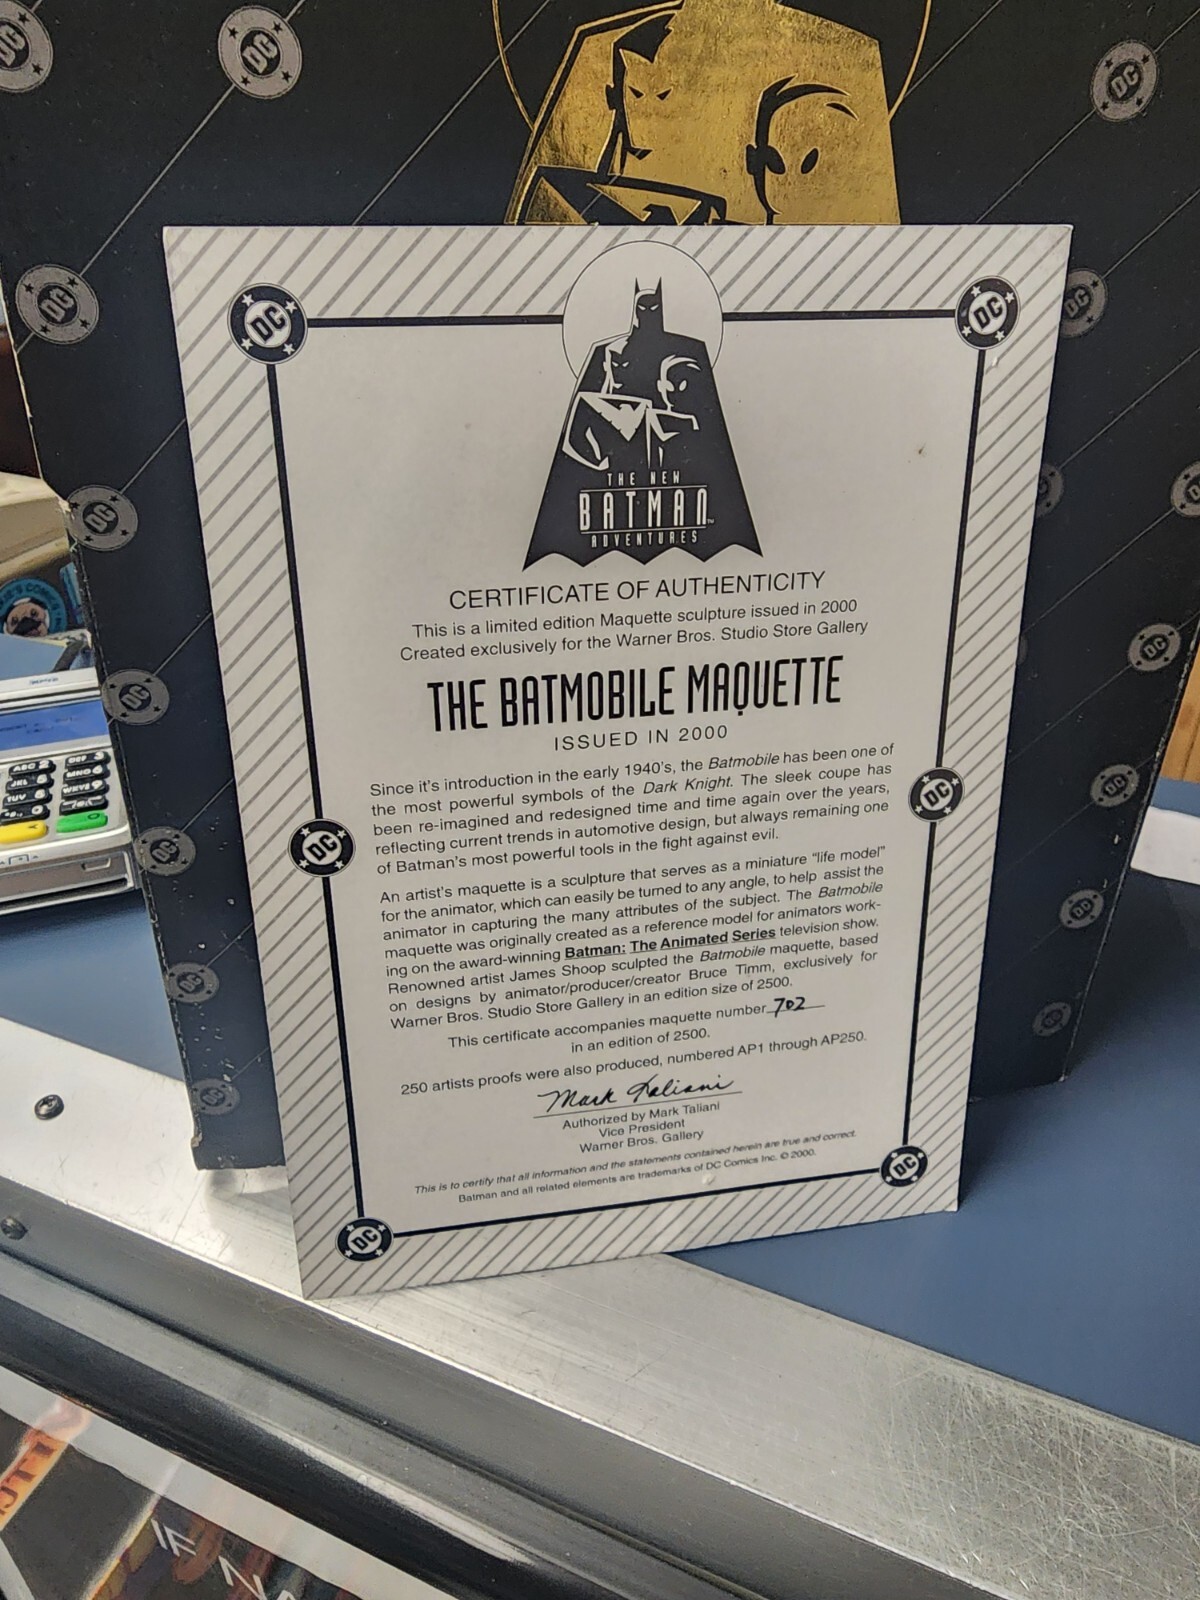 DC
DC
DC
DC
DC
THE NEW
BATMAN
ADVENTURES
CERTIFICATE OF AUTHENTICITY
This is a limited edition Maquette sculpture issued in 2000
Created exclusively for the Warner Bros. Studio Store Gallery
THE BATMOBILE MAQUETTE
ISSUED IN 2000
Since it's introduction in the early 1940's, the Batmobile has been one of
the most powerful symbols of the Dark Knight. The sleek coupe has
been re-imagined and redesigned time and time again over the years,
reflecting current trends in automotive design, but always remaining one
of Batman's most powerful tools in the fight against evil.
DC
DC
An artist's maquette is a sculpture that serves as a miniature "life model"
for the animator, which can easily be turned to any angle, to help assist the
animator in capturing the many attributes of the subject. The Batmobile
maquette was originally created as a reference model for animators work-
ing on the award-winning Batman: The Animated Series television show.
Renowned artist James Shoop sculpted the Batmobile maquette, based
on designs by animator/producer/creator Bruce Timm, exclusively for
Warner Bros. Studio Store Gallery in an edition size of 2500.
This certificate accompanies maquette number 702
in an edition of 2500.
250 artists proofs were also produced, numbered AP1 through AP250.
Mark Taliani
Authorized by Mark Taliani
Vice President
Warner Bros. Gallery
This is to certify that all information and the statements contained herein are true and correct.
Batman and all related elements are trademarks of DC Comics Inc. © 2000.
DC
DC
IF